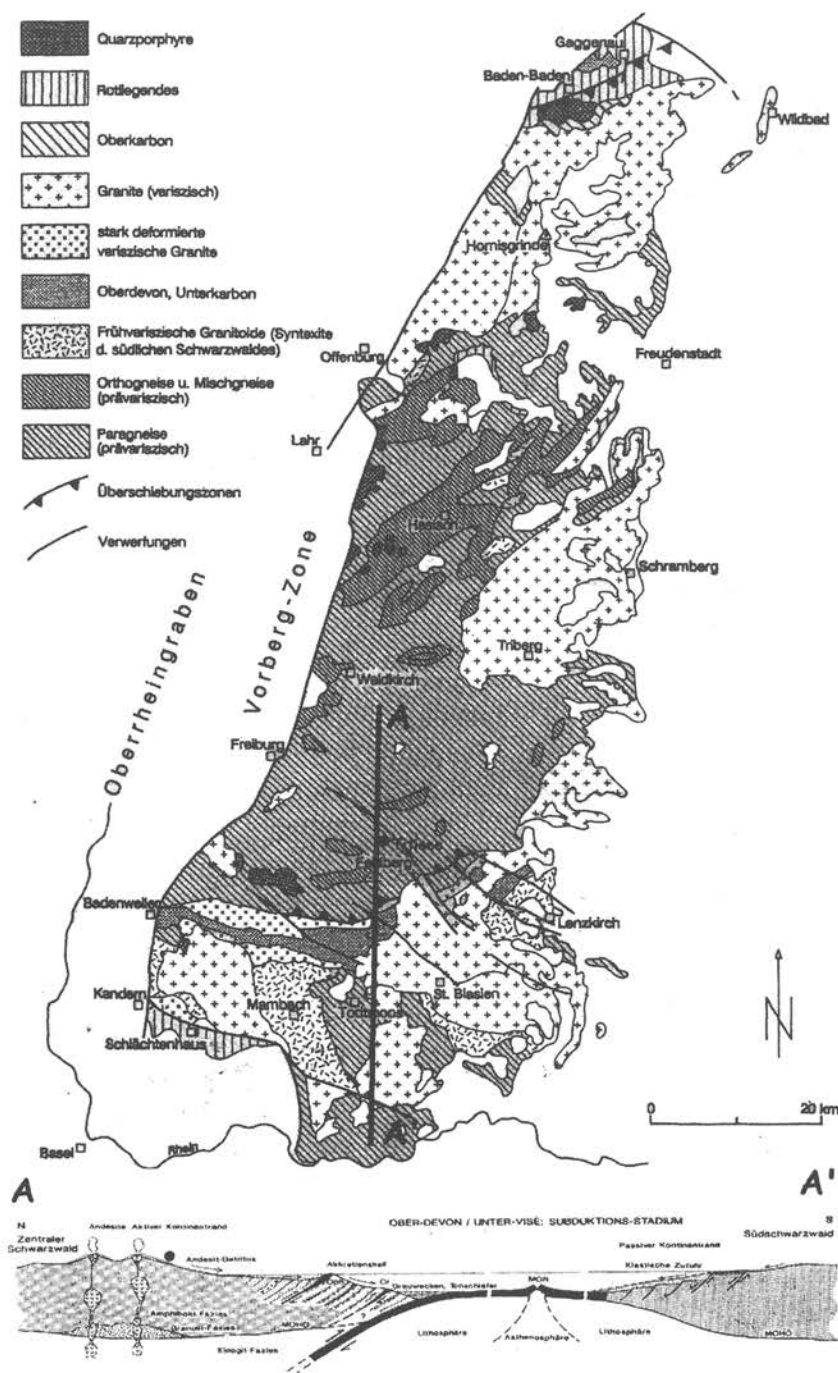 Quarzporphyre
Rotliegendes
Oberkarbon
Granite (variszisch)
stark deformierte
variszische Granite
Oberdevon, Unterkarbon
Frühvariszische Granitoide (Syntexite
d. südlichen Schwarzwaldes)
Orthogneise u. Mischgneise
(prävariszisch)
Paragneise
(prävariszisch)
Überschiebungszonen
Verwerfungen
Gaggenau
Baden-Baden
Wildbad
Hornisgrinde
Offenburg
Freudenstadt
Lahr
Haslach
Schramberg
Triberg
Waldkirch
Oberrheingraben
Vorberg-Zone
A
Freiburg
Badenweiler
Lenzkirch
Kandern
Mambach
Todtmoos
St. Blasien
Schlächtenhaus
N
0 20 km
A'
Basel
Rhein
A A'
N OBER-DEVON / UNTER-VISÉ: SUBDUKTIONS-STADIUM S
Zentraler
Schwarzwald
Andesite Aktiver Kontinentrand
Südschwarzwald
Passiver Kontinentrand
Andesit-Detritus
Akkretionskeil
Klastische Zufuhr
Grauwacken, Tonschiefer
MOR
Amphibolit-Fazies
Granulit-Fazies
MOHO
Eklogit-Fazies
Lithosphäre
Asthenosphäre
Lithosphäre
MOHO